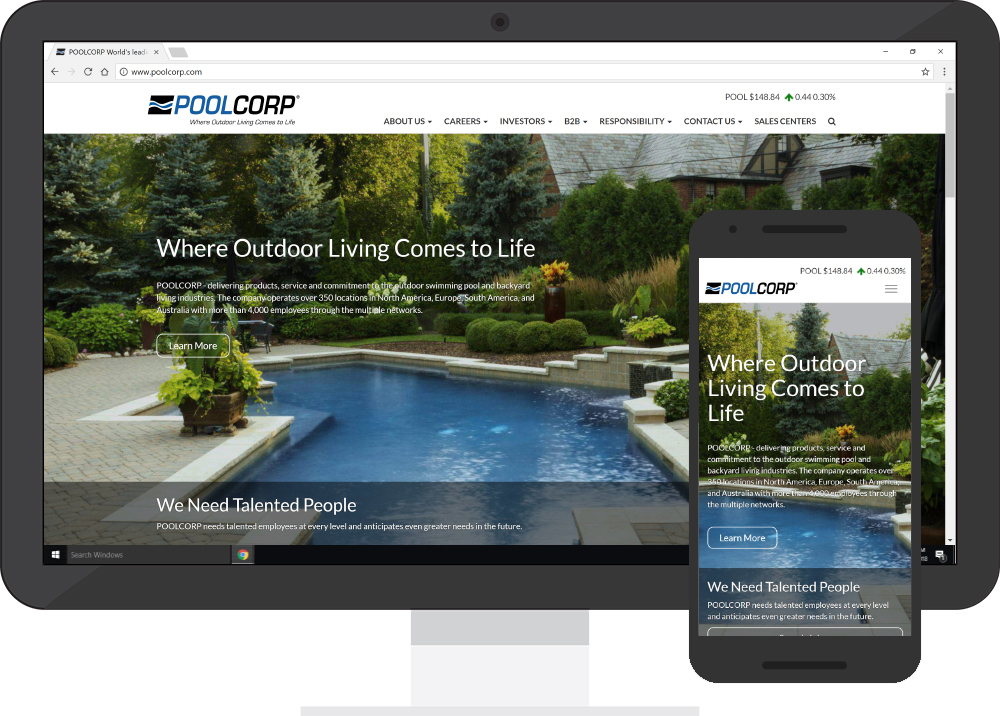 POOLCORP World's lead
www.poolcorp.com
POOLCORP®
Where Outdoor Living Comes to Life
POOL $148.84 0.44 0.30%
ABOUT US CAREERS INVESTORS B2B RESPONSIBILITY CONTACT US SALES CENTERS
Where Outdoor Living Comes to Life
POOLCORP - delivering products, service and commitment to the outdoor swimming pool and backyard
living industries. The company operates over 350 locations in North America, Europe, South America, and
Australia with more than 4,000 employees through the multiple networks.
Learn More
We Need Talented People
POOLCORP needs talented employees at every level and anticipates even greater needs in the future.
Search Windows
POOL $148.84 0.44 0.30%
POOLCORP
Where Outdoor
Living Comes to
Life
POOLCORP - delivering products, service and
commitment to the outdoor swimming pool and
backyard living industries. The company operates over
350 locations in North America, Europe, South America,
and Australia with more than 4,000 employees through
the multiple networks.
Learn More
We Need Talented People
POOLCORP needs talented employees at every level
and anticipates even greater needs in the future.